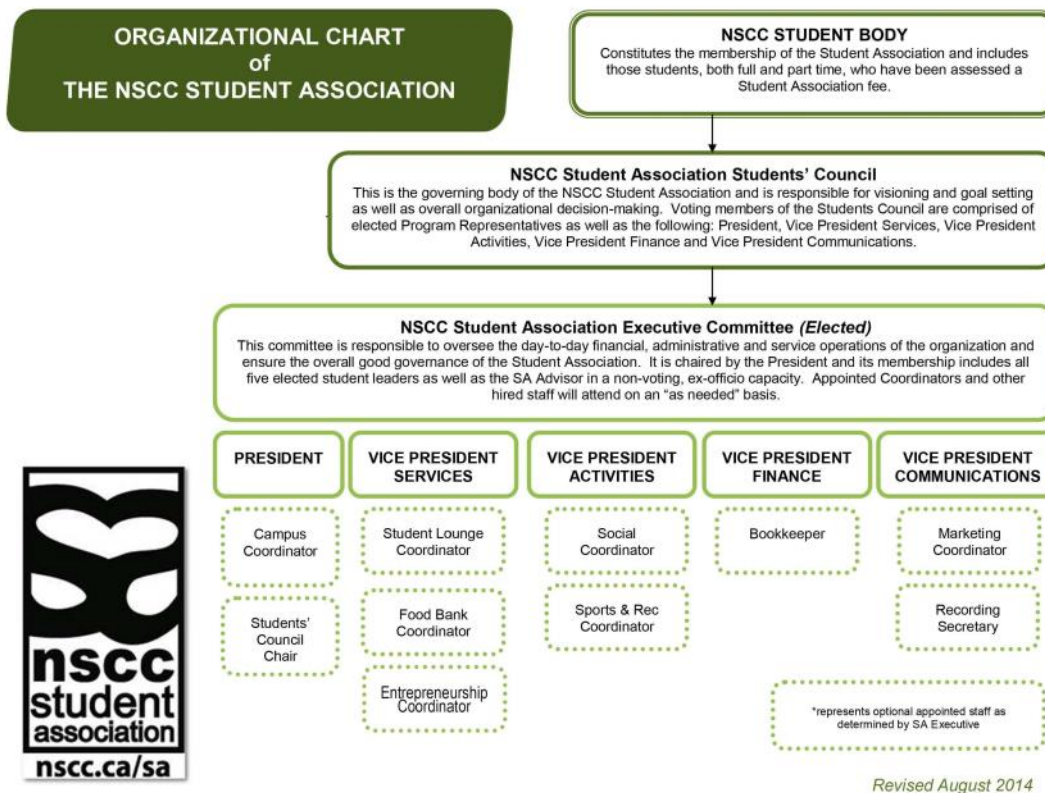 ORGANIZATIONAL CHART
of
THE NSCC STUDENT ASSOCIATION
NSCC STUDENT BODY
Constitutes the membership of the Student Association and includes
those students, both full and part time, who have been assessed a
Student Association fee.
NSCC Student Association Students' Council
This is the governing body of the NSCC Student Association and is responsible for visioning and goal setting
as well as overall organizational decision-making. Voting members of the Students Council are comprised of
elected Program Representatives as well as the following: President, Vice President Services, Vice President
Activities, Vice President Finance and Vice President Communications.
NSCC Student Association Executive Committee (Elected)
This committee is responsible to oversee the day-to-day financial, administrative and service operations of the organization and
ensure the overall good governance of the Student Association. It is chaired by the President and its membership includes all
five elected student leaders as well as the SA Advisor in a non-voting, ex-officio capacity. Appointed Coordinators and other
hired staff will attend on an "as needed" basis.
PRESIDENT
Campus
Coordinator
Students'
Council
Chair
VICE PRESIDENT
SERVICES
Student Lounge
Coordinator
Food Bank
Coordinator
Entrepreneurship
Coordinator
VICE PRESIDENT
ACTIVITIES
Social
Coordinator
Sports & Rec
Coordinator
VICE PRESIDENT
FINANCE
Bookkeeper
VICE PRESIDENT
COMMUNICATIONS
Marketing
Coordinator
Recording
Secretary
*represents optional appointed staff as
determined by SA Executive
nscc
student
association
nscc.ca/sa
Revised August 2014